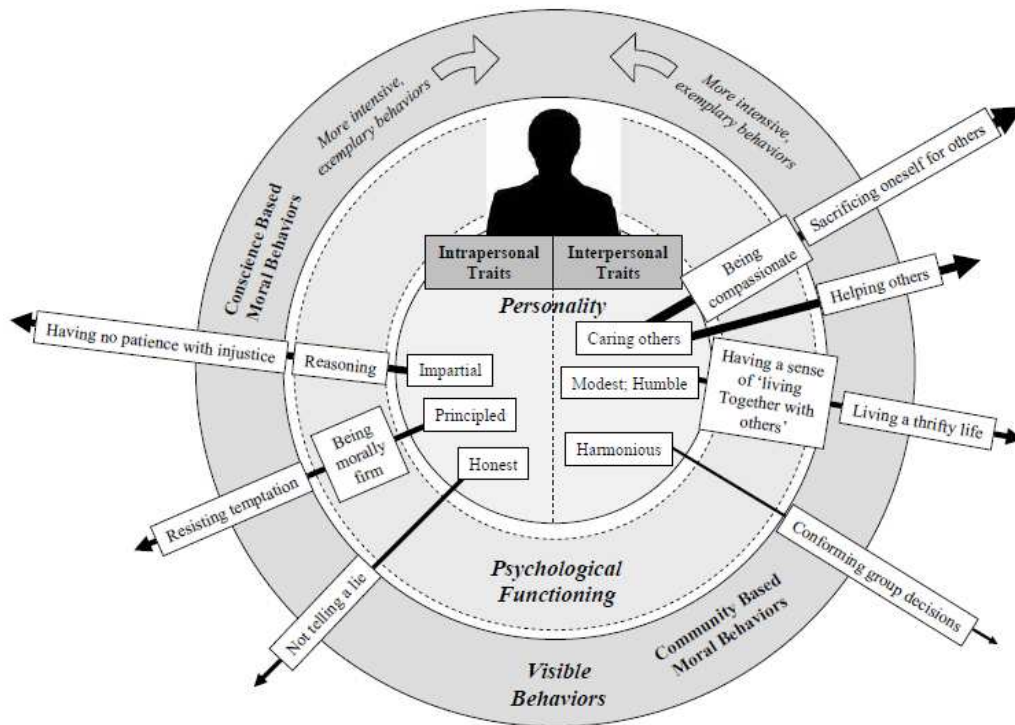 More intensive,
exemplary behaviors
More intensive,
exemplary behaviors
Conscience Based
Moral Behaviors
Sacrificing oneself for others
Being
compassionate
Intrapersonal
Traits
Interpersonal
Traits
Personality
Helping others
Caring others
Having no patience with injustice
Reasoning
Impartial
Modest; Humble
Having a sense
of ‘living
Together with
others’
Living a thrifty life
Principled
Being
morally
firm
Resisting temptation
Honest
Harmonious
Not telling a lie
Conforming group decisions
Psychological
Functioning
Community Based
Moral Behaviors
Visible
Behaviors